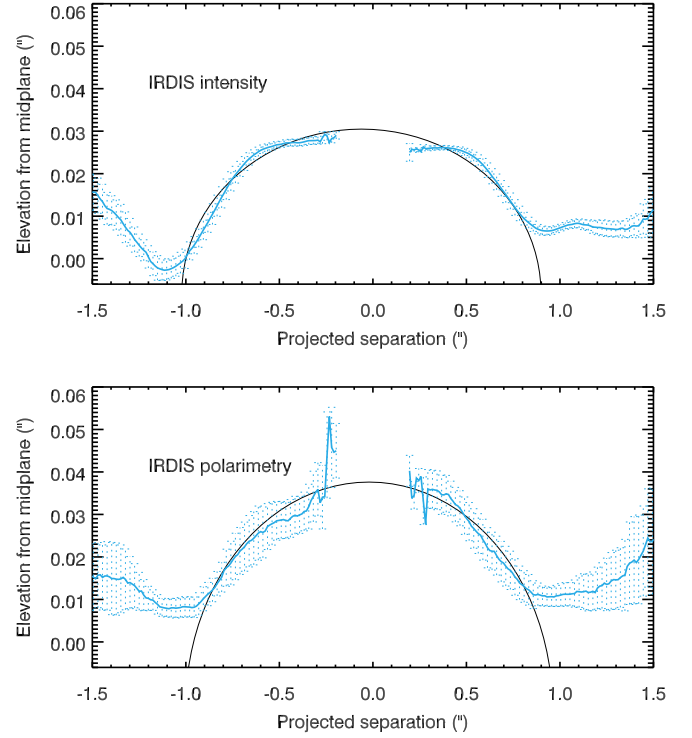 0.06
0.05
0.04
0.03
0.02
0.01
0.00
Elevation from midplane (")
IRDIS intensity
-1.5 -1.0 -0.5 0.0 0.5 1.0 1.5
Projected separation (")
0.06
0.05
0.04
0.03
0.02
0.01
0.00
Elevation from midplane (")
IRDIS polarimetry
-1.5 -1.0 -0.5 0.0 0.5 1.0 1.5
Projected separation (")